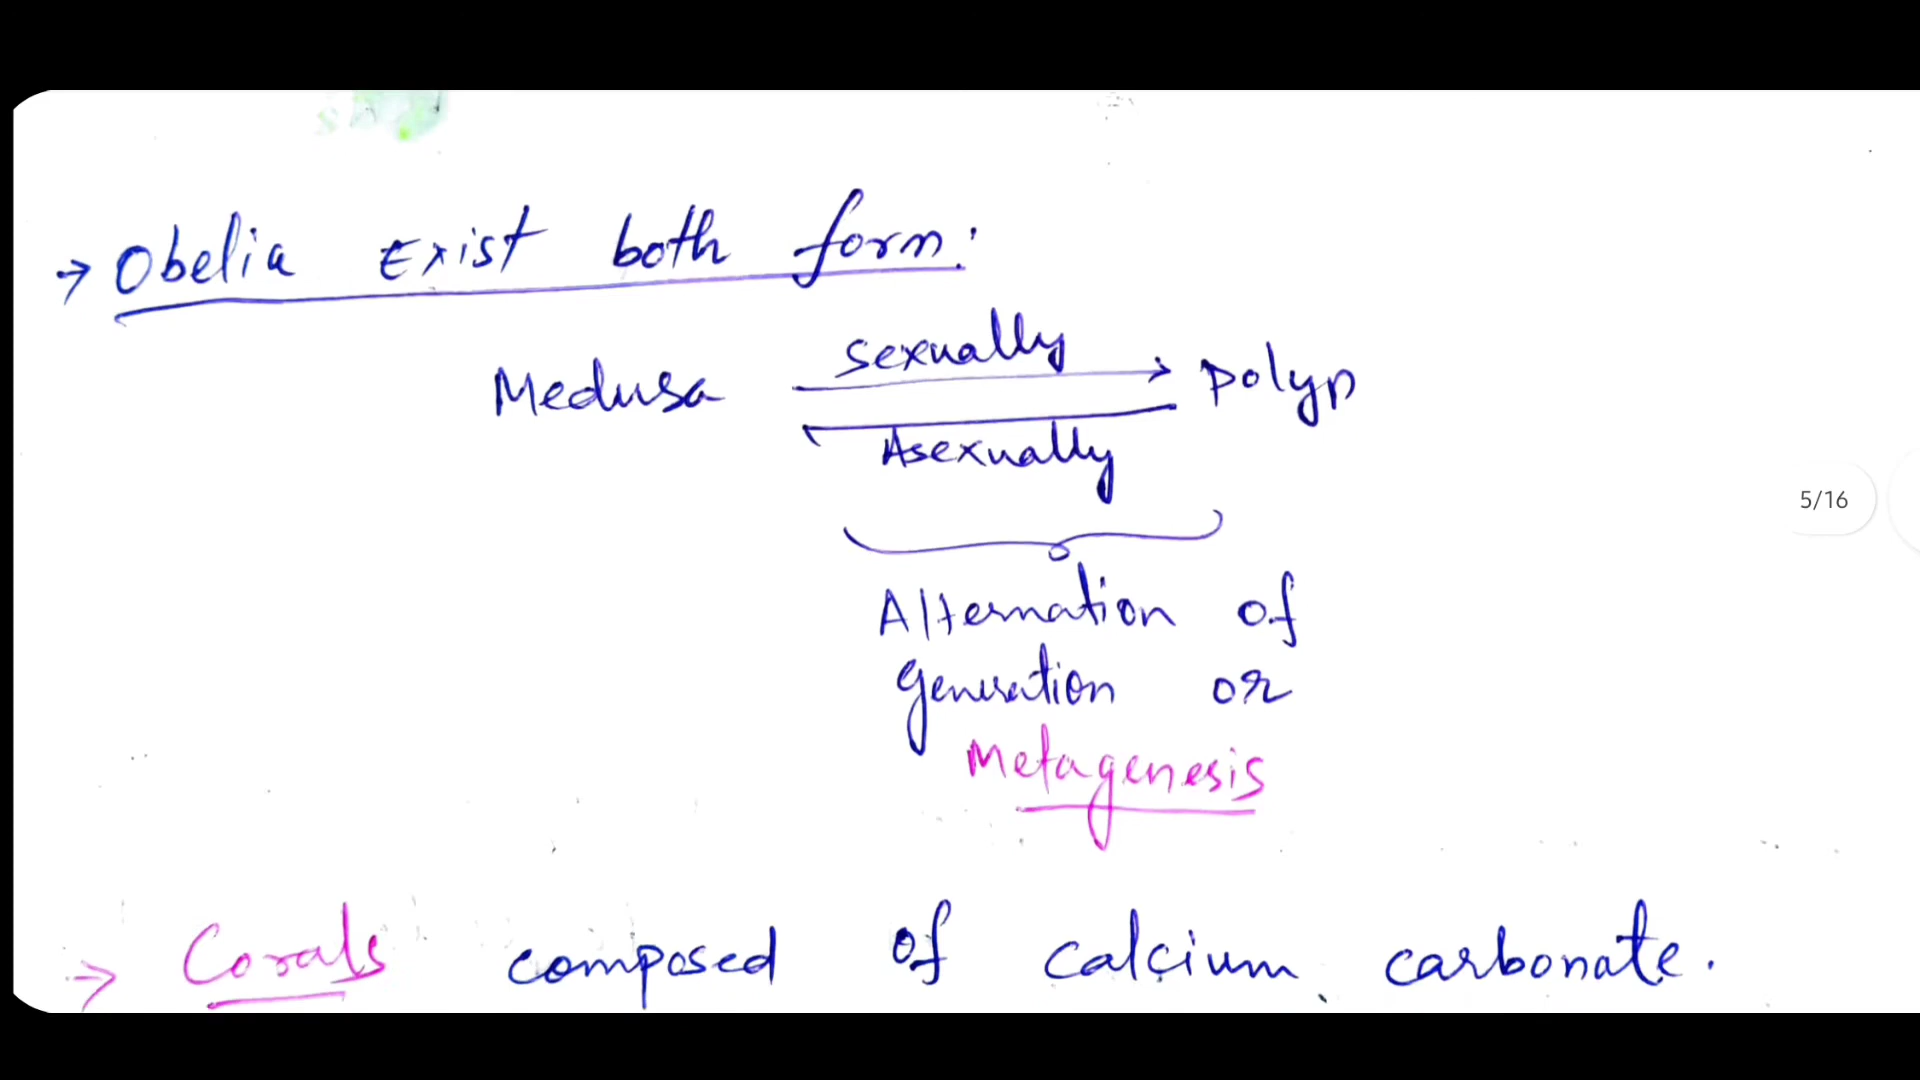 → Obelia Exist both form:
sexually
Medusa → polyp
Asexually
5/16
Alternation of
generation or
Metagenesis
→ Corals composed of calcium carbonate.